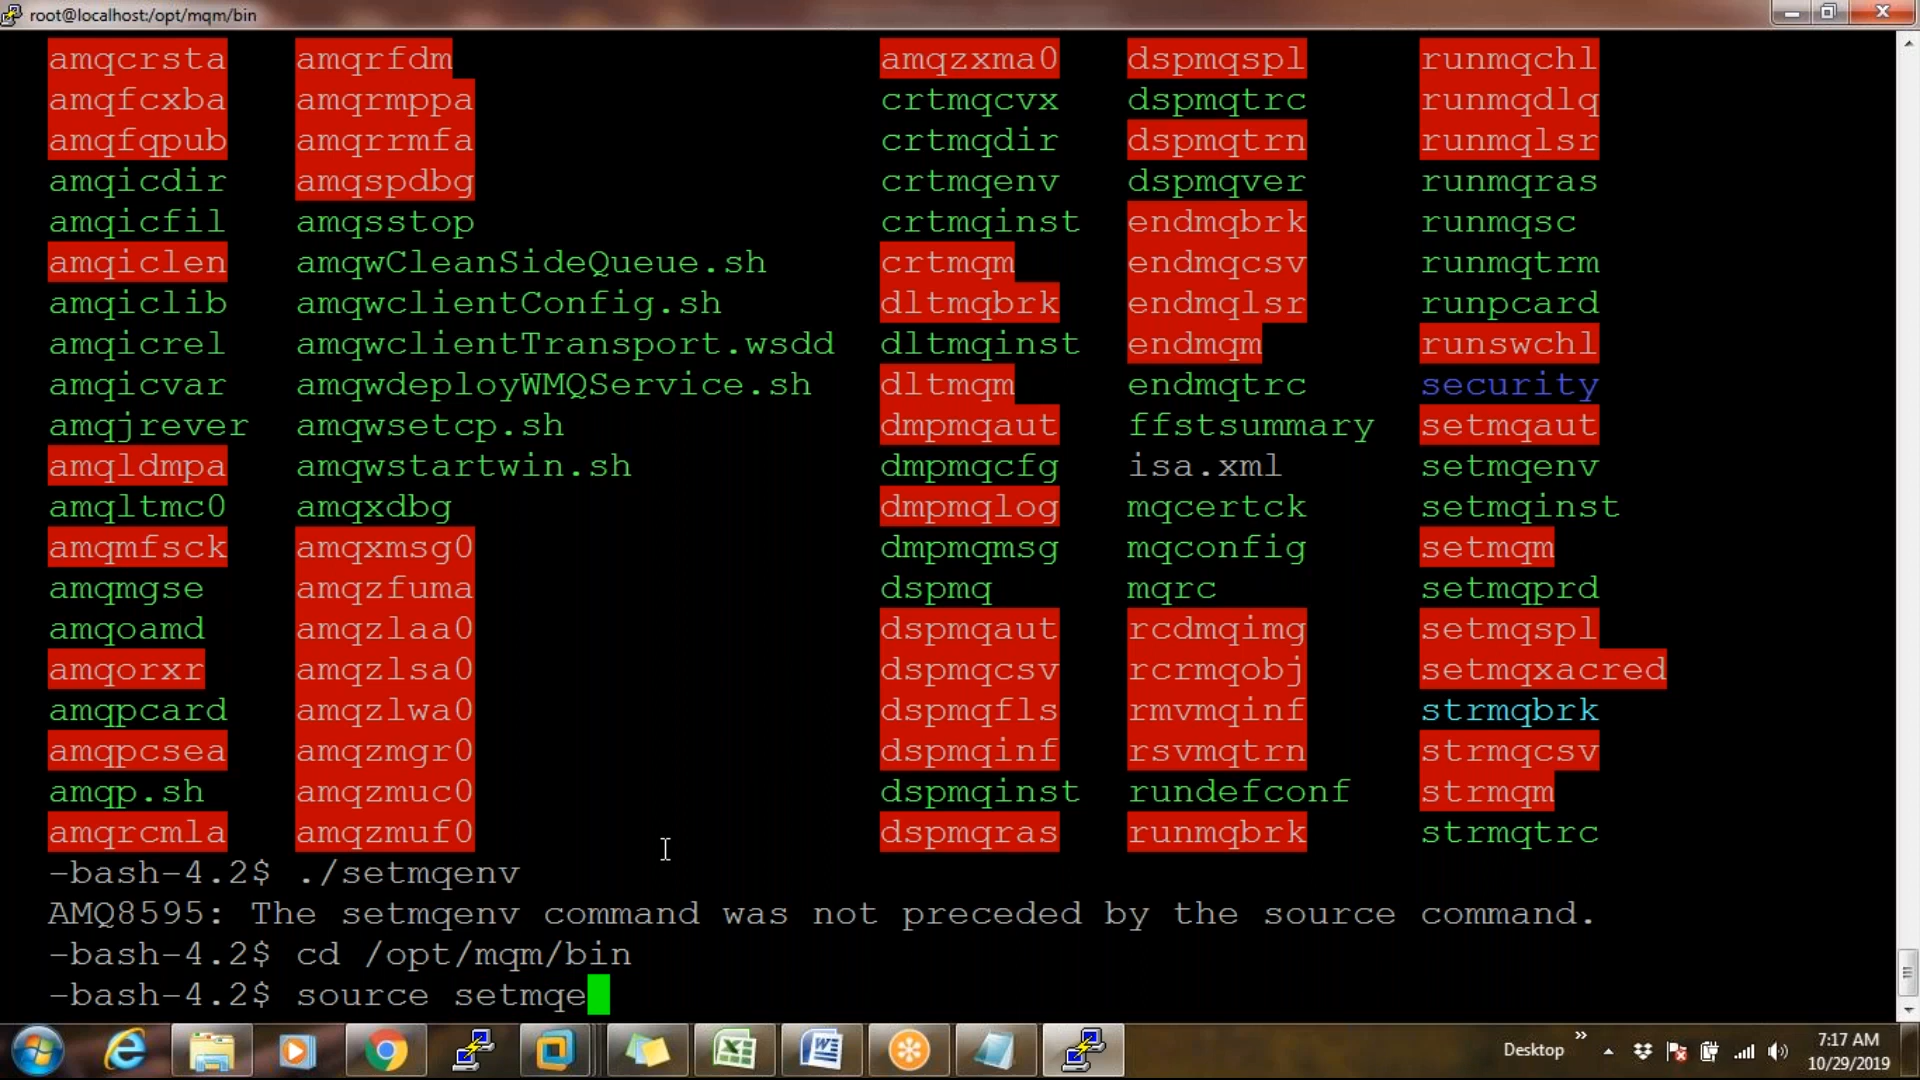 root@localhost:/opt/mqm/bin
amqcrsta amqrfdm amqzxma0 dspmqspl runmqchl
amqfcxba amqrmppa crtmqcvx dspmqtrc runmqdlq
amqfqpub amqrrmfa crtmqdir dspmqtrn runmqlsr
amqicdir amqspdbg crtmqenv dspmqver runmqras
amqicfil amqsstop crtmqinst endmqbrk runmqsc
amqiclen amqwCleanSideQueue.sh crtmqm endmqcsv runmqtrm
amqiclib amqwclientConfig.sh dltmqbrk endmqlsr runpcard
amqicrel amqwclientTransport.wsdd dltmqinst endmqm runswchl
amqicvar amqwdeployWMQService.sh dltmqm endmqtrc security
amqjrever amqwsetcp.sh dmpmqaut ffstsummary setmqaut
amqldmpa amqwstartwin.sh dmpmqcfg isa.xml setmqenv
amqltmc0 amqxdbg dmpmqlog mqcertck setmqinst
amqmfsck amqxmsg0 dmpmqmsg mqconfig setmqm
amqmgse amqzfuma dspmq mqrc setmqprd
amqoamd amqzlaa0 dspmqaut rcdmqimg setmqspl
amqorxr amqzlsa0 dspmqcsv rcrmqobj setmqxacred
amqpcard amqzlwa0 dspmqfls rmvmqinf strmqbrk
amqpcsea amqzmgr0 dspmqinf rsvmqtrn strmqcsv
amqp.sh amqzmuc0 dspmqinst rundefconf strmqm
amqrcmla amqzmuf0 dspmqras runmqbrk strmqtrc
-bash-4.2$ ./setmqenv
AMQ8595: The setmqenv command was not preceded by the source command.
-bash-4.2$ cd /opt/mqm/bin
-bash-4.2$ source setmqe
Desktop
7:17 AM
10/29/2019